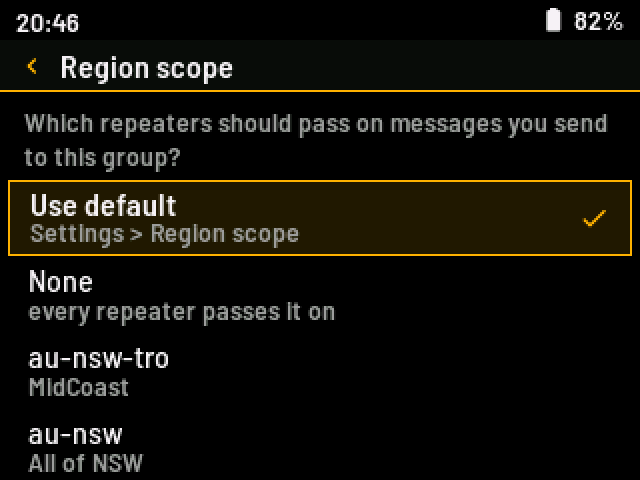 20:46
82%
Region scope
Which repeaters should pass on messages you send
to this group?
Use default
Settings > Region scope
None
every repeater passes it on
au-nsw-tro
MidCoast
au-nsw
All of NSW